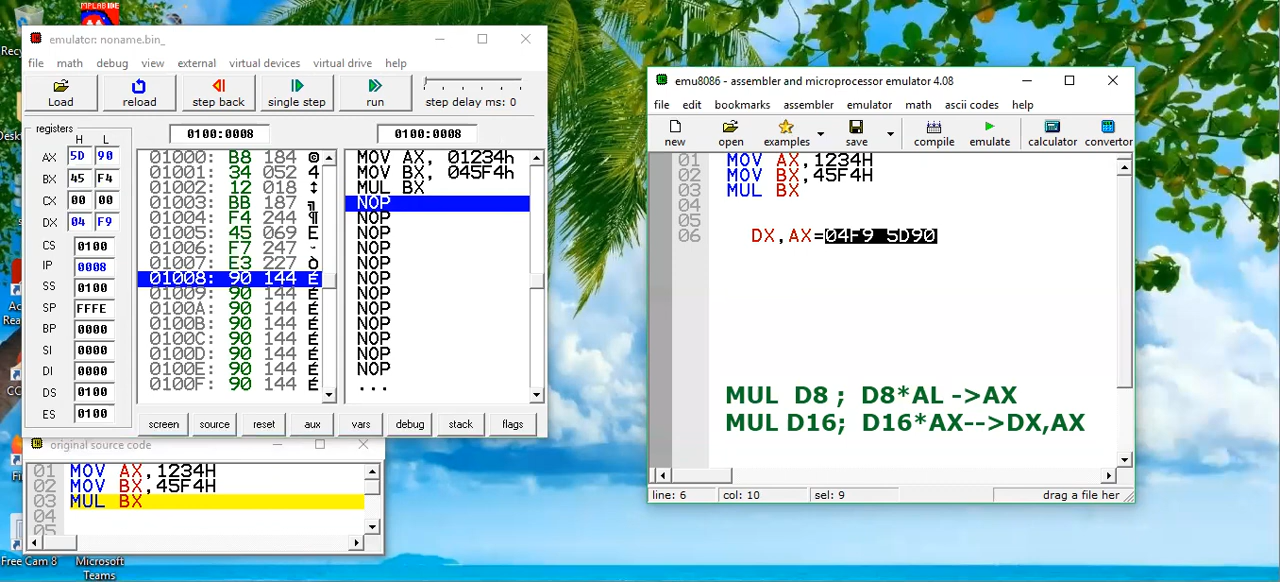 MPLAB IDE
emulator: noname.bin_
file math debug view external virtual devices virtual drive help
Load reload step back single step run step delay ms: 0
registers
H L
0100:0008 0100:0008
AX 5D 90
BX 45 F4
CX 00 00
DX 04 F9
CS 0100
IP 0008
SS 0100
SP FFFE
BP 0000
SI 0000
DI 0000
DS 0100
ES 0100
01000: B8 184
01001: 34 052 4
01002: 12 018 ↕
01003: BB 187 ╗
01004: F4 244 ¶
01005: 45 069 E
01006: F7 247
01007: E3 227 Ò
01008: 90 144 É
01009: 90 144 É
0100A: 90 144 É
0100B: 90 144 É
0100C: 90 144 É
0100D: 90 144 É
0100E: 90 144 É
0100F: 90 144 É
MOV AX, 01234h
MOV BX, 045F4h
MUL BX
NOP
NOP
NOP
NOP
NOP
NOP
NOP
NOP
NOP
NOP
NOP
NOP
...
screen source reset aux vars debug stack flags
original source code
01 MOV AX,1234H
02 MOV BX,45F4H
03 MUL BX
04
05
Free Cam 8
Microsoft
Teams
emu8086 - assembler and microprocessor emulator 4.08
file edit bookmarks assembler emulator math ascii codes help
new open examples save compile emulate calculator convertor
01 MOV AX,1234H
02 MOV BX,45F4H
03 MUL BX
04
05
06 DX,AX=04F9 5D90
MUL D8 ; D8*AL ->AX
MUL D16; D16*AX-->DX,AX
line: 6 col: 10 sel: 9 drag a file her